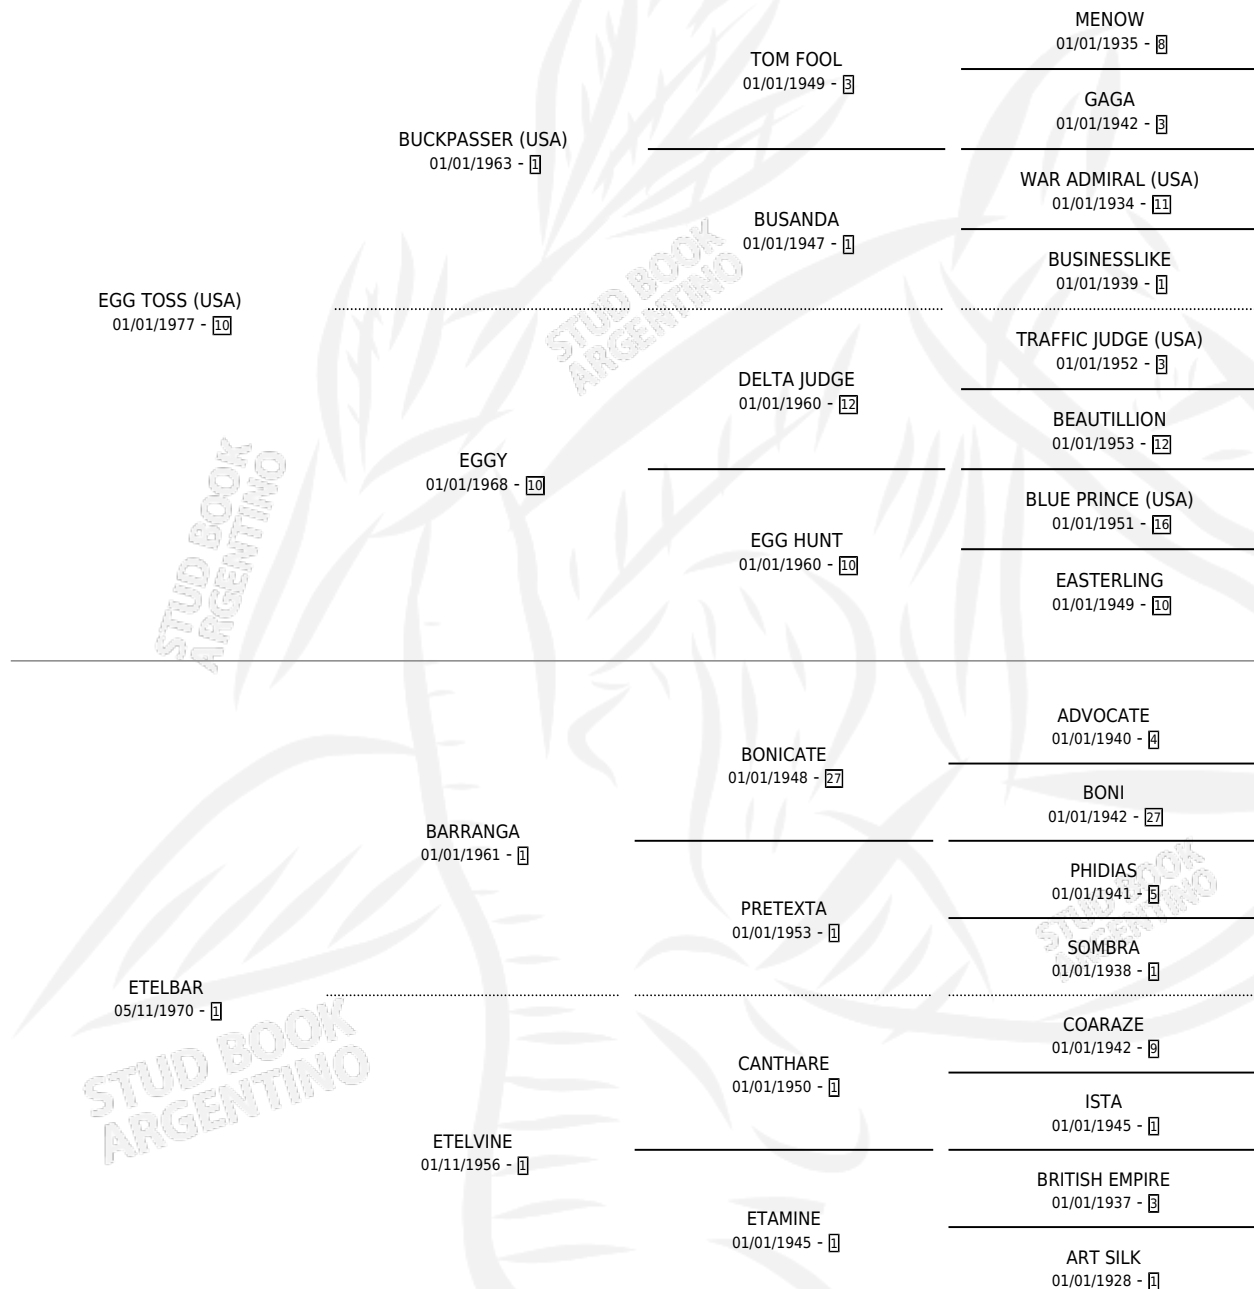 MENOW
01/01/1935 - 8
TOM FOOL
01/01/1949 - 3
GAGA
01/01/1942 - 3
BUCKPASSER (USA)
01/01/1963 - 1
WAR ADMIRAL (USA)
01/01/1934 - 11
BUSANDA
01/01/1947 - 1
BUSINESSLIKE
01/01/1939 - 1
EGG TOSS (USA)
01/01/1977 - 10
STUD BOOK
ARGENTINO
TRAFFIC JUDGE (USA)
01/01/1952 - 3
DELTA JUDGE
01/01/1960 - 12
BEAUTILLION
01/01/1953 - 12
EGGY
01/01/1968 - 10
BLUE PRINCE (USA)
01/01/1951 - 16
EGG HUNT
01/01/1960 - 10
EASTERLING
01/01/1949 - 10
STUD BOOK
ARGENTINO
ADVOCATE
01/01/1940 - 4
BONICATE
01/01/1948 - 27
BONI
01/01/1942 - 27
BARRANGA
01/01/1961 - 1
PHIDIAS
01/01/1941 - 5
PRETEXTA
01/01/1953 - 1
SOMBRA
01/01/1938 - 1
STUD BOOK
ARGENTINO
ETELBAR
05/11/1970 - 1
COARAZE
01/01/1942 - 9
CANTHARE
01/01/1950 - 1
ISTA
01/01/1945 - 1
STUD BOOK
ARGENTINO
ETELVINE
01/11/1956 - 1
BRITISH EMPIRE
01/01/1937 - 3
ETAMINE
01/01/1945 - 1
ART SILK
01/01/1928 - 1